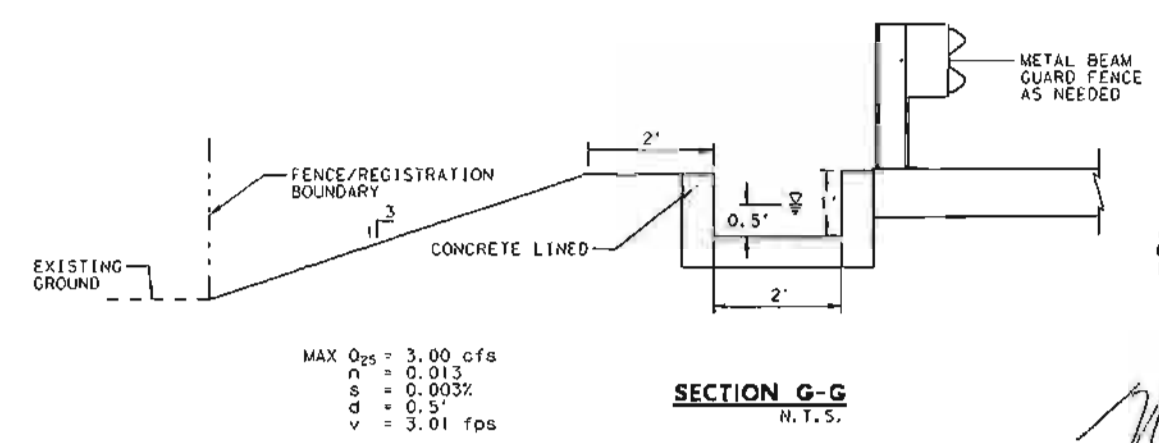 METAL BEAM
GUARD FENCE
AS NEEDED
2'
FENCE/REGISTRATION
BOUNDARY
3
1
1'
0.5'
CONCRETE LINED
EXISTING
GROUND
2'
MAX Q25 = 3.00 cfs
n = 0.013
s = 0.003%
d = 0.5'
v = 3.01 fps
SECTION G-G
N.T.S.